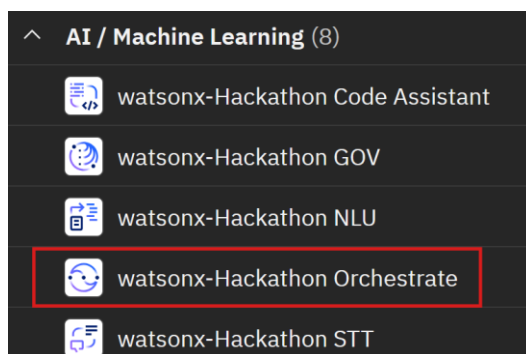 AI / Machine Learning (8)
watsonx-Hackathon Code Assistant
watsonx-Hackathon GOV
watsonx-Hackathon NLU
watsonx-Hackathon Orchestrate
watsonx-Hackathon STT